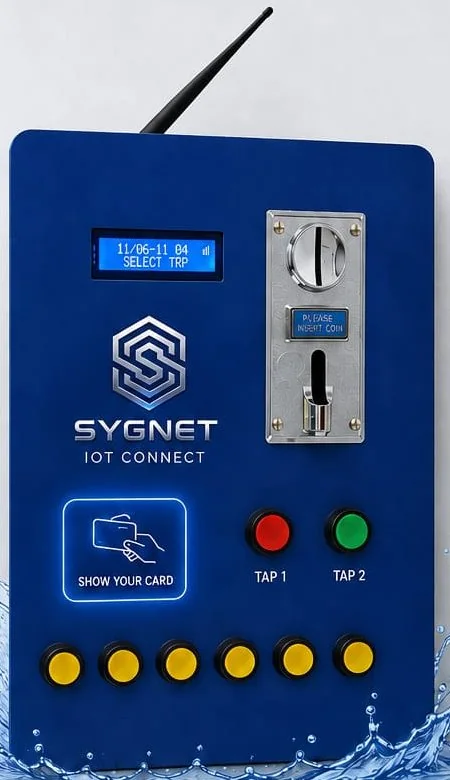 11/06-11 04
SELECT TRP
PLEASE
INSERT COIN
SYGNET
IOT CONNECT
SHOW YOUR CARD
TAP 1
TAP 2